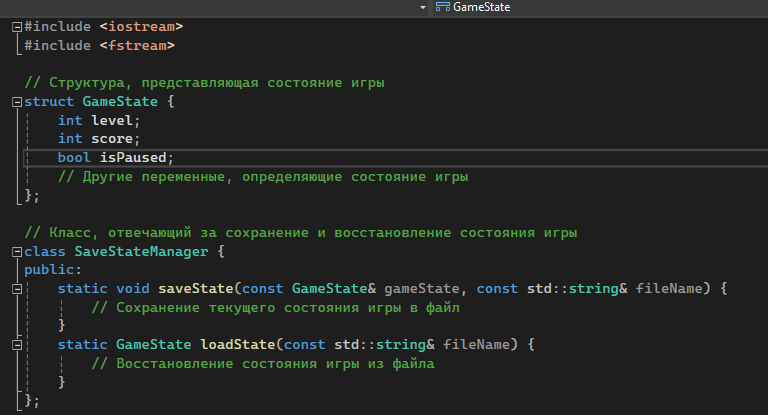 GameState
#include <iostream>
#include <fstream>
// Структура, представляющая состояние игры
struct GameState {
int level;
int score;
bool isPaused;
// Другие переменные, определяющие состояние игры
};
// Класс, отвечающий за сохранение и восстановление состояния игры
class SaveStateManager {
public:
static void saveState(const GameState& gameState, const std::string& fileName) {
// Сохранение текущего состояния игры в файл
}
static GameState loadState(const std::string& fileName) {
// Восстановление состояния игры из файла
}
};